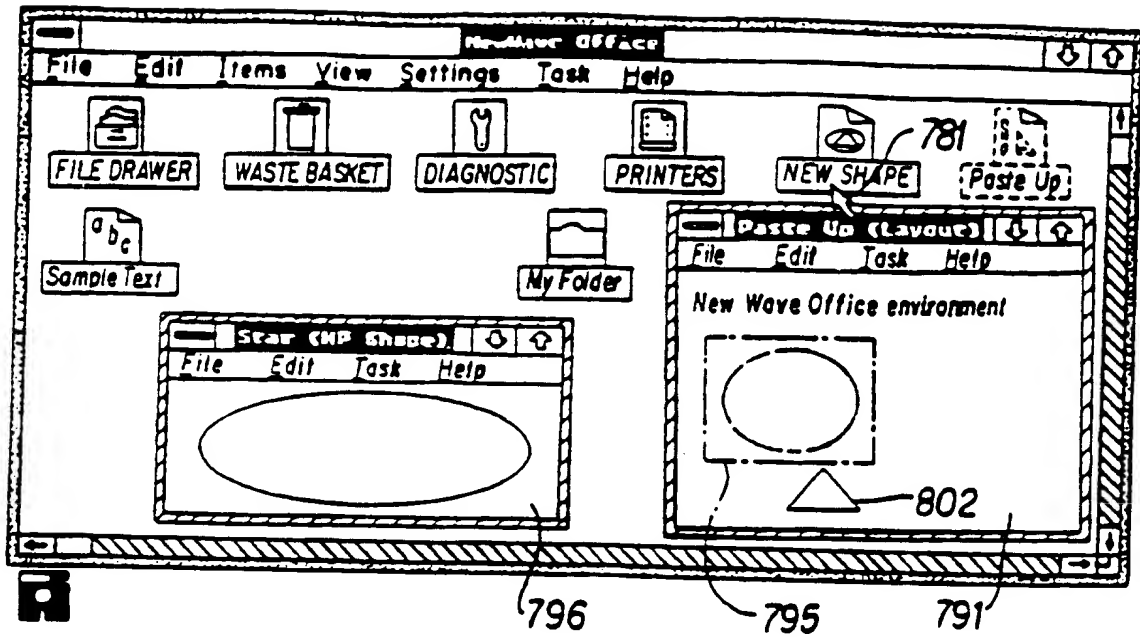 NewWave Office
File Edit Items View Settings Task Help
781
FILE DRAWER WASTE BASKET DIAGNOSTIC PRINTERS NEW SHAPE Paste Up
abc
Sample Text My Folder
Paste Up (Layout)
File Edit Task Help
New Wave Office environment
Star (HP Shape)
File Edit Task Help
802
796 795 791